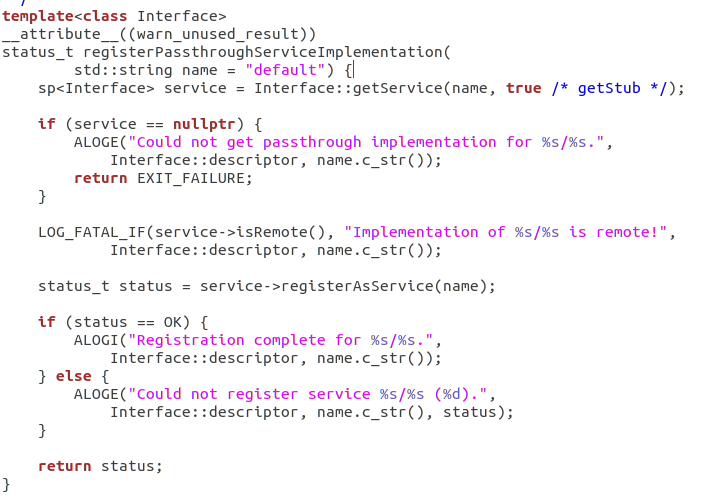 */
template<class Interface>
__attribute__((warn_unused_result))
status_t registerPassthroughServiceImplementation(
        std::string name = "default") {
    sp<Interface> service = Interface::getService(name, true /* getStub */);

    if (service == nullptr) {
        ALOGE("Could not get passthrough implementation for %s/%s.",
            Interface::descriptor, name.c_str());
        return EXIT_FAILURE;
    }

    LOG_FATAL_IF(service->isRemote(), "Implementation of %s/%s is remote!",
            Interface::descriptor, name.c_str());

    status_t status = service->registerAsService(name);

    if (status == OK) {
        ALOGI("Registration complete for %s/%s.",
            Interface::descriptor, name.c_str());
    } else {
        ALOGE("Could not register service %s/%s (%d).",
            Interface::descriptor, name.c_str(), status);
    }

    return status;
}